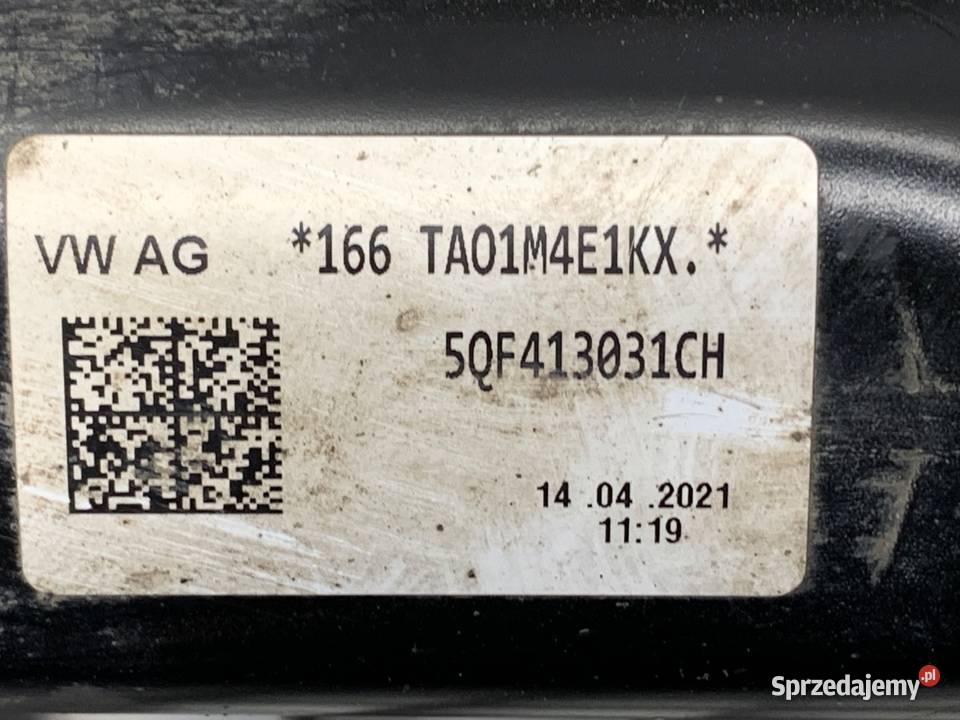 VW AG *166 TA01M4E1KX.*
5QF413031CH
14.04.2021
11:19
Sprzedajemy.pl